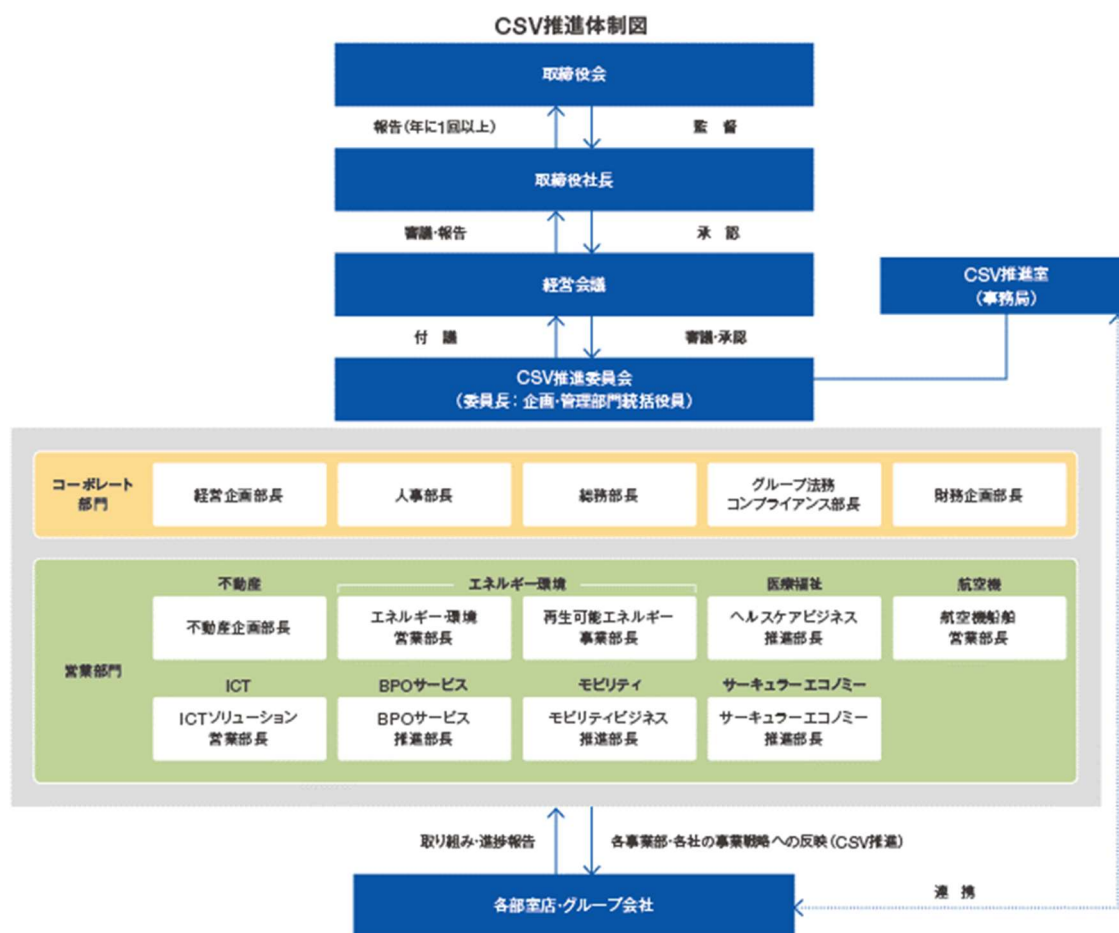 CSV推進体制図
取締役会
報告(年に1回以上)
監　督
取締役社長
審議・報告
承　認
経営会議
付　議
審議・承認
CSV推進室
(事務局)
CSV推進委員会
(委員長：企画・管理部門統括役員)
コーポレート
部門
経営企画部長
人事部長
総務部長
グループ法務
コンプライアンス部長
財務企画部長
営業部門
不動産
エネルギー環境
医療福祉
航空機
不動産企画部長
エネルギー・環境
営業部長
再生可能エネルギー
事業部長
ヘルスケアビジネス
推進部長
航空機船舶
営業部長
ICT
BPOサービス
モビリティ
サーキュラーエコノミー
ICTソリューション
営業部長
BPOサービス
推進部長
モビリティビジネス
推進部長
サーキュラーエコノミー
推進部長
取り組み・進捗報告
各事業部・各社の事業戦略への反映(CSV推進)
各部室店・グループ会社
連　携